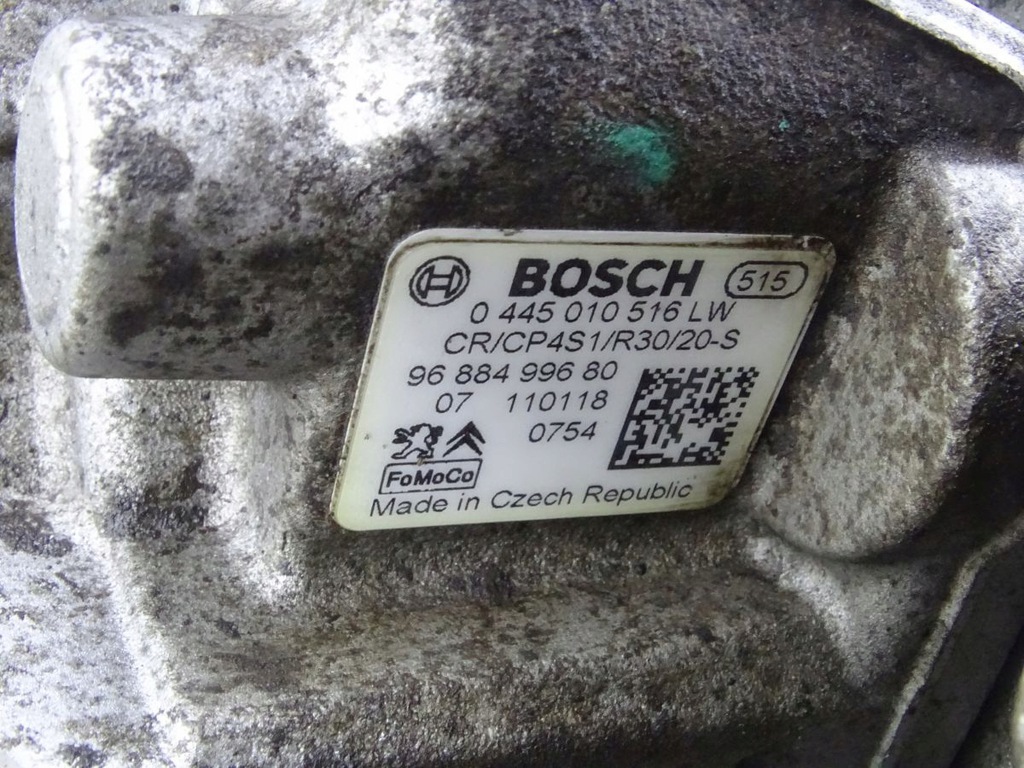 BOSCH 515
0 445 010 516 LW
CR/CP4S1/R30/20-S
96 884 996 80
07 110118
0754
FoMoCo
Made in Czech Republic